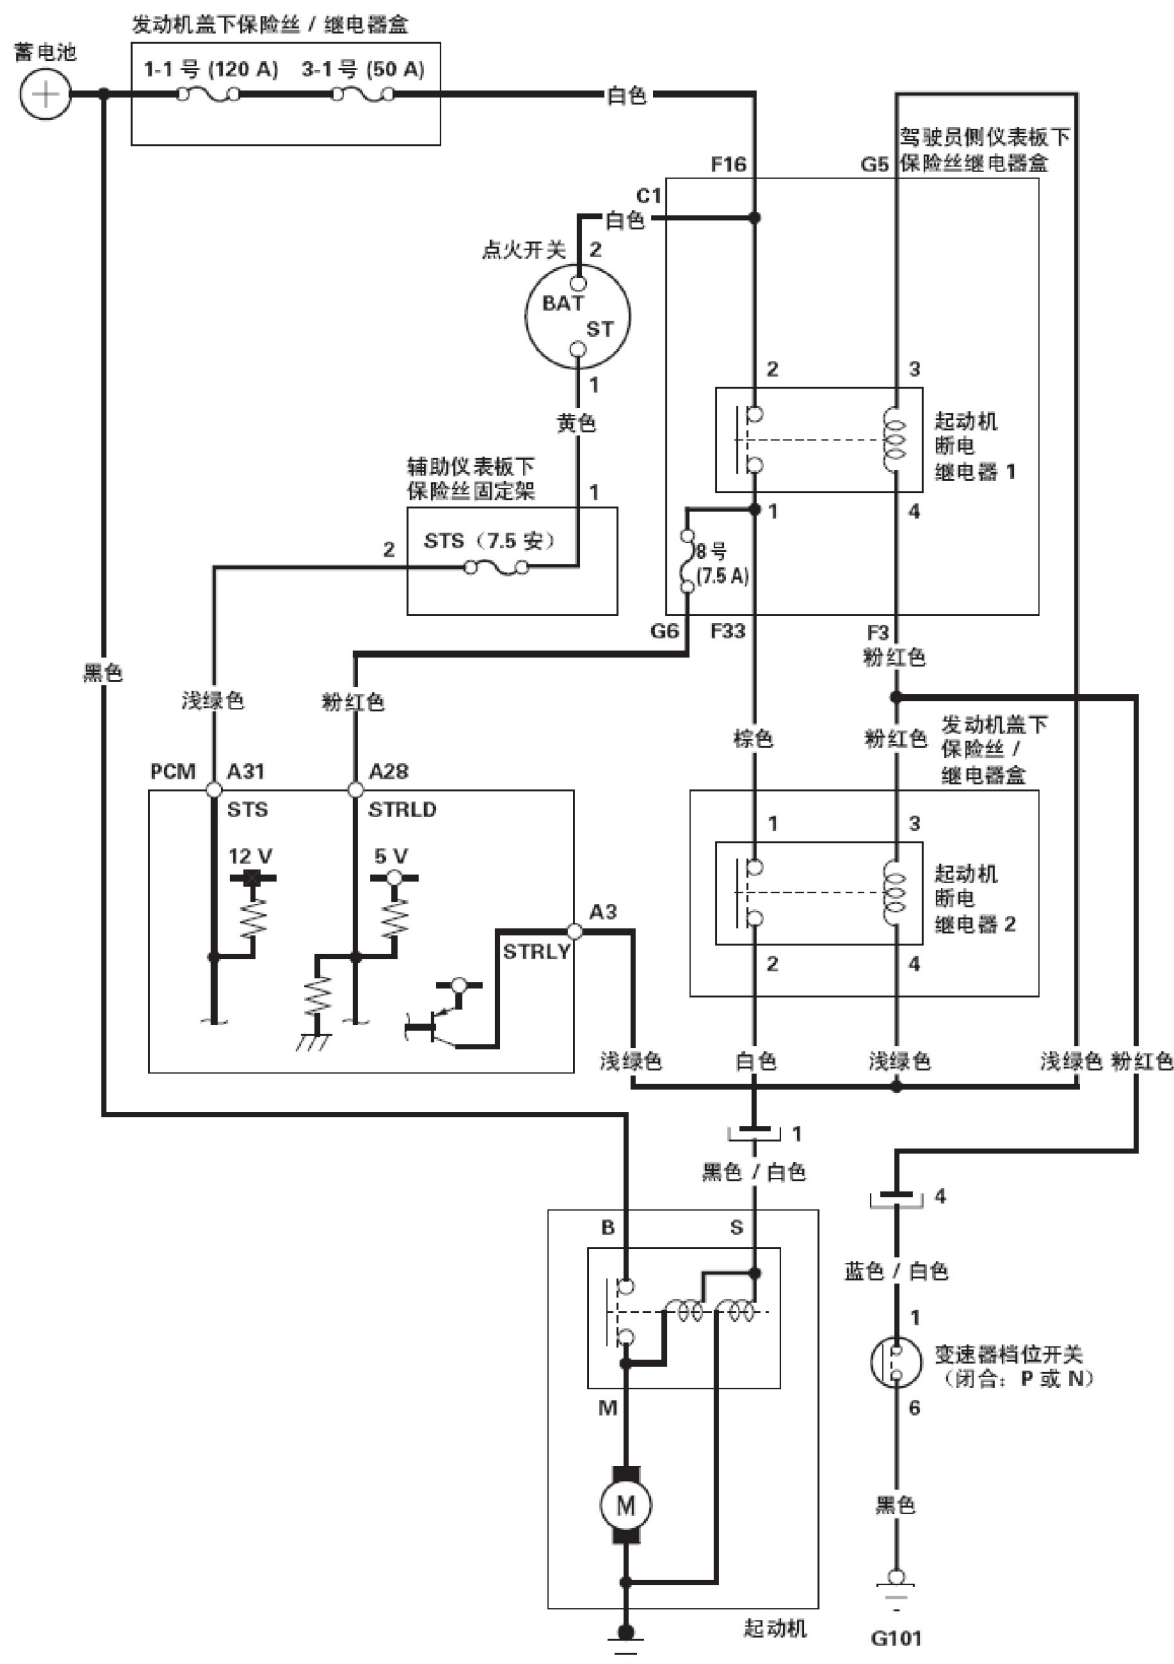 发动机盖下保险丝 / 继电器盒
蓄电池
1-1 号 (120 A) 3-1 号 (50 A)
白色
驾驶员侧仪表板下
保险丝继电器盒
F16
G5
C1
白色
点火开关
2
BAT
ST
1
黄色
2
3
起动机
断电
继电器 1
1
4
辅助仪表板下
保险丝固定架
1
STS（7.5 安）
2
8 号
(7.5 A)
G6
F33
F3
粉红色
黑色
浅绿色
粉红色
棕色
粉红色
发动机盖下
保险丝 /
继电器盒
PCM
A31
A28
STS
STRLD
12 V
5 V
1
3
起动机
断电
继电器 2
2
4
A3
STRLY
浅绿色
白色
浅绿色
浅绿色
粉红色
1
黑色 / 白色
4
B
S
蓝色 / 白色
1
变速器档位开关
（闭合：P 或 N）
6
M
M
黑色
起动机
G101